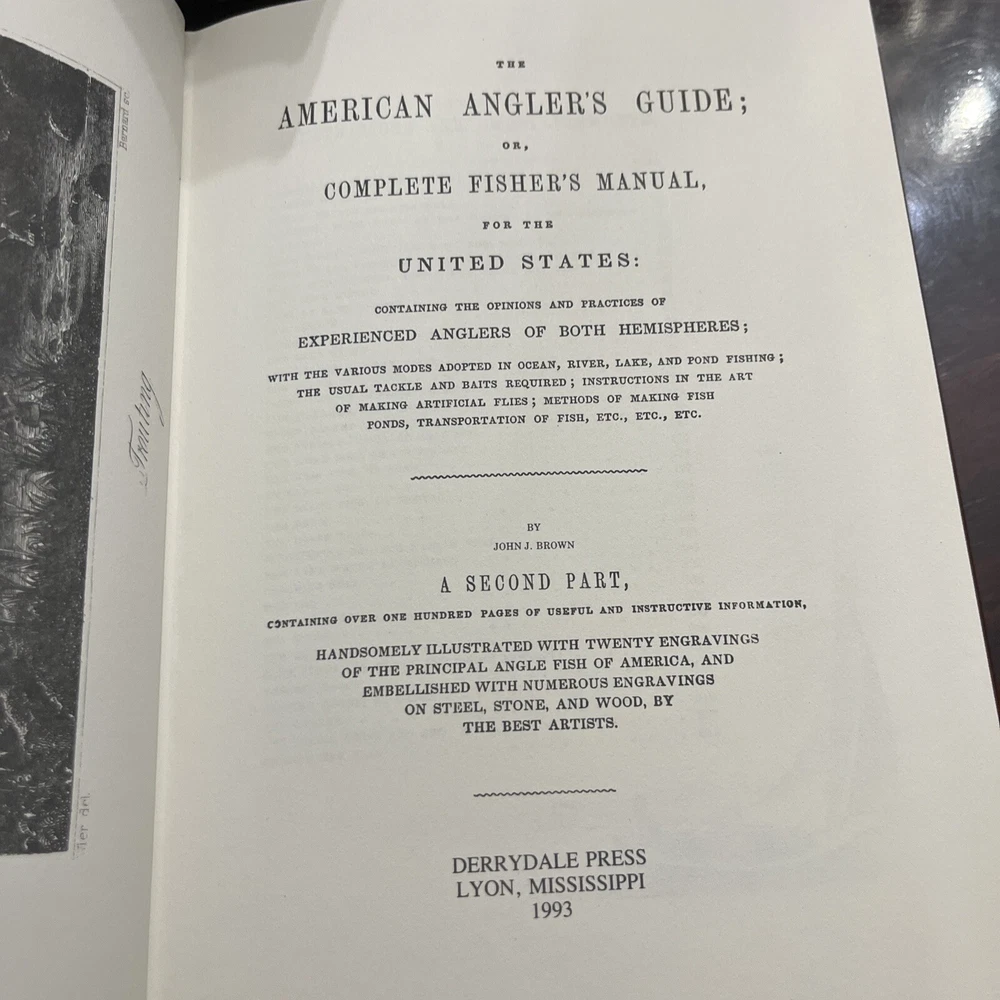 Barnard sc.
Trouting
THE
AMERICAN ANGLER'S GUIDE;
OR,
COMPLETE FISHER'S MANUAL,
FOR THE
UNITED STATES:
CONTAINING THE OPINIONS AND PRACTICES OF
EXPERIENCED ANGLERS OF BOTH HEMISPHERES;
WITH THE VARIOUS MODES ADOPTED IN OCEAN, RIVER, LAKE, AND POND FISHING;
THE USUAL TACKLE AND BAITS REQUIRED; INSTRUCTIONS IN THE ART
OF MAKING ARTIFICIAL FLIES; METHODS OF MAKING FISH
PONDS, TRANSPORTATION OF FISH, ETC., ETC., ETC.
BY
JOHN J. BROWN
A SECOND PART,
CONTAINING OVER ONE HUNDRED PAGES OF USEFUL AND INSTRUCTIVE INFORMATION,
HANDSOMELY ILLUSTRATED WITH TWENTY ENGRAVINGS
OF THE PRINCIPAL ANGLE FISH OF AMERICA, AND
EMBELLISHED WITH NUMEROUS ENGRAVINGS
ON STEEL, STONE, AND WOOD, BY
THE BEST ARTISTS.
DERRYDALE PRESS
LYON, MISSISSIPPI
1993